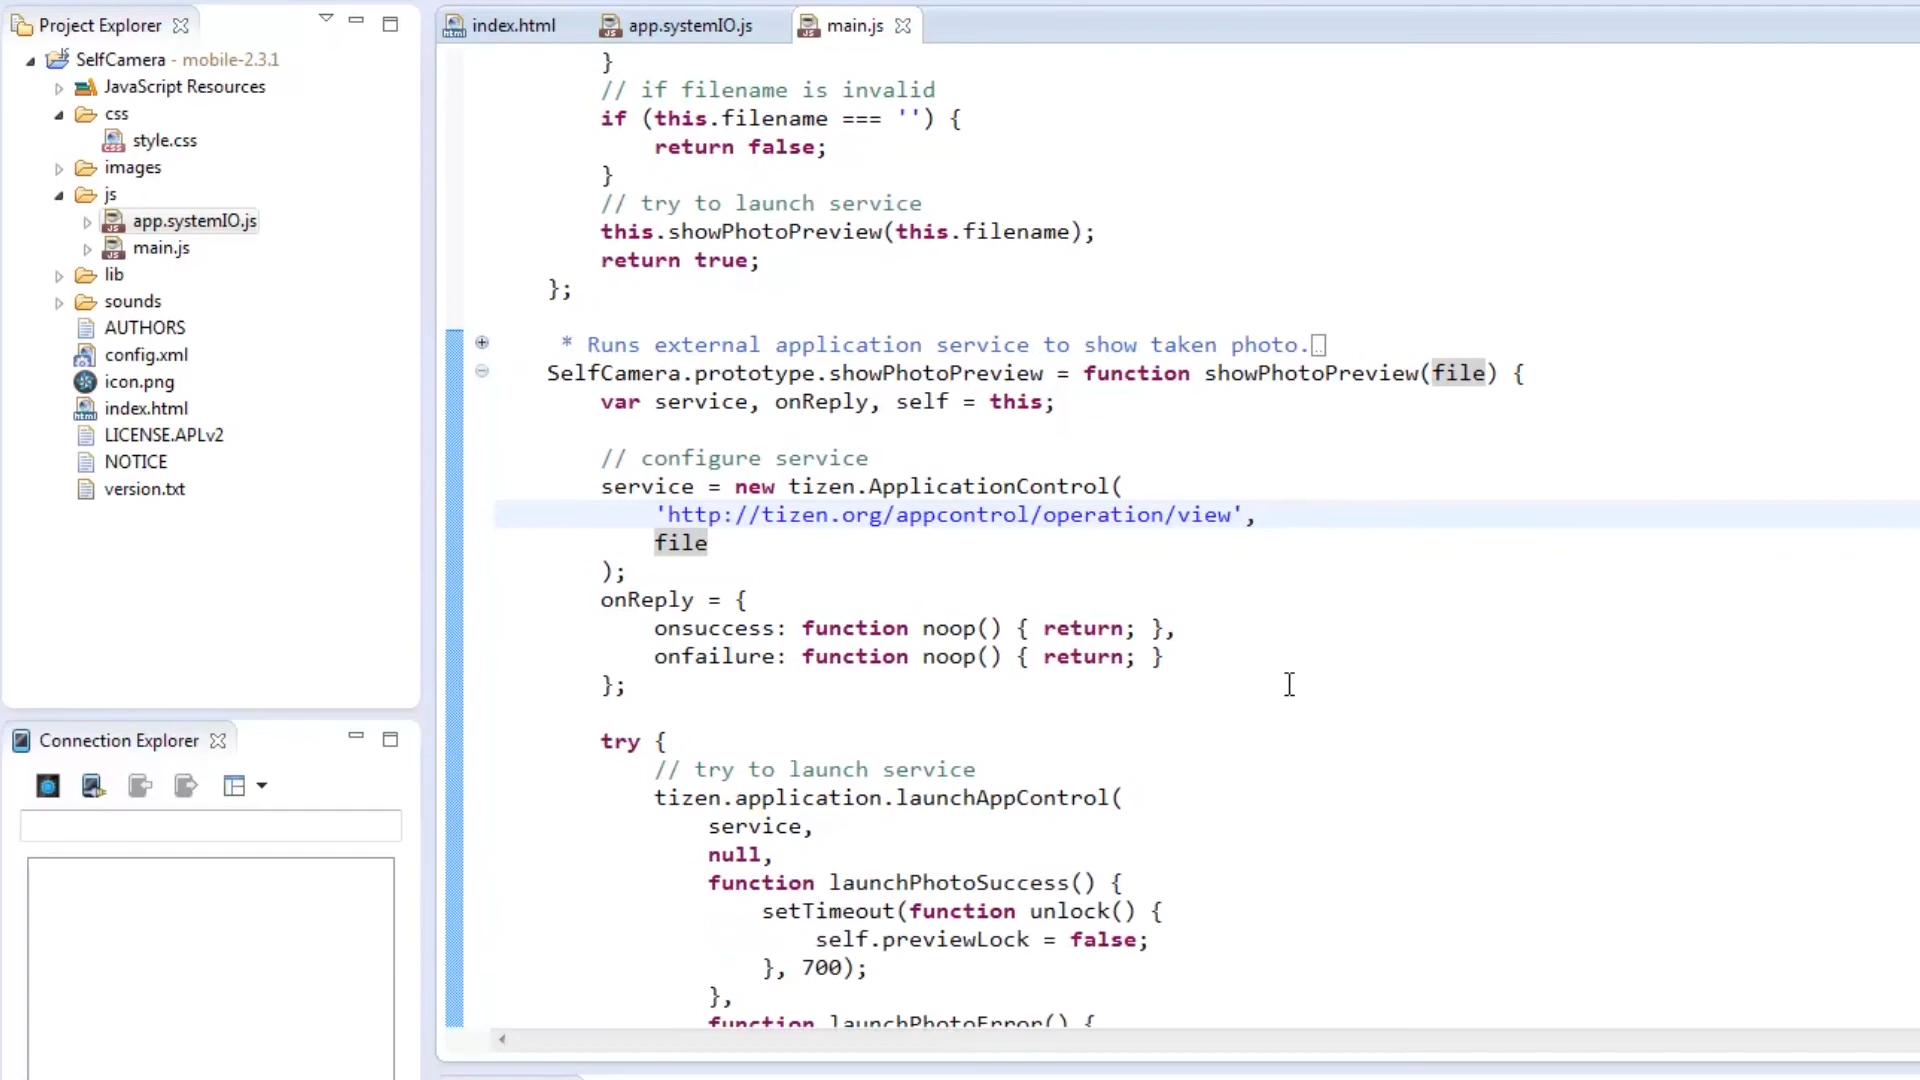 Project Explorer
SelfCamera - mobile-2.3.1
JavaScript Resources
css
style.css
images
js
app.systemIO.js
main.js
lib
sounds
AUTHORS
config.xml
icon.png
index.html
LICENSE.APLv2
NOTICE
version.txt
Connection Explorer
index.html
app.systemIO.js
main.js
}
// if filename is invalid
if (this.filename === '') {
return false;
}
// try to launch service
this.showPhotoPreview(this.filename);
return true;
};
* Runs external application service to show taken photo.
SelfCamera.prototype.showPhotoPreview = function showPhotoPreview(file) {
var service, onReply, self = this;
// configure service
service = new tizen.ApplicationControl(
'http://tizen.org/appcontrol/operation/view',
file
);
onReply = {
onsuccess: function noop() { return; },
onfailure: function noop() { return; }
};
try {
// try to launch service
tizen.application.launchAppControl(
service,
null,
function launchPhotoSuccess() {
setTimeout(function unlock() {
self.previewLock = false;
}, 700);
},
function launchPhotoError() {